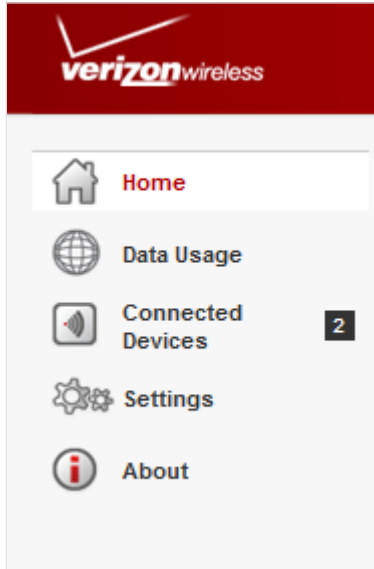 verizonwireless
Home
Data Usage
Connected
Devices
2
Settings
About